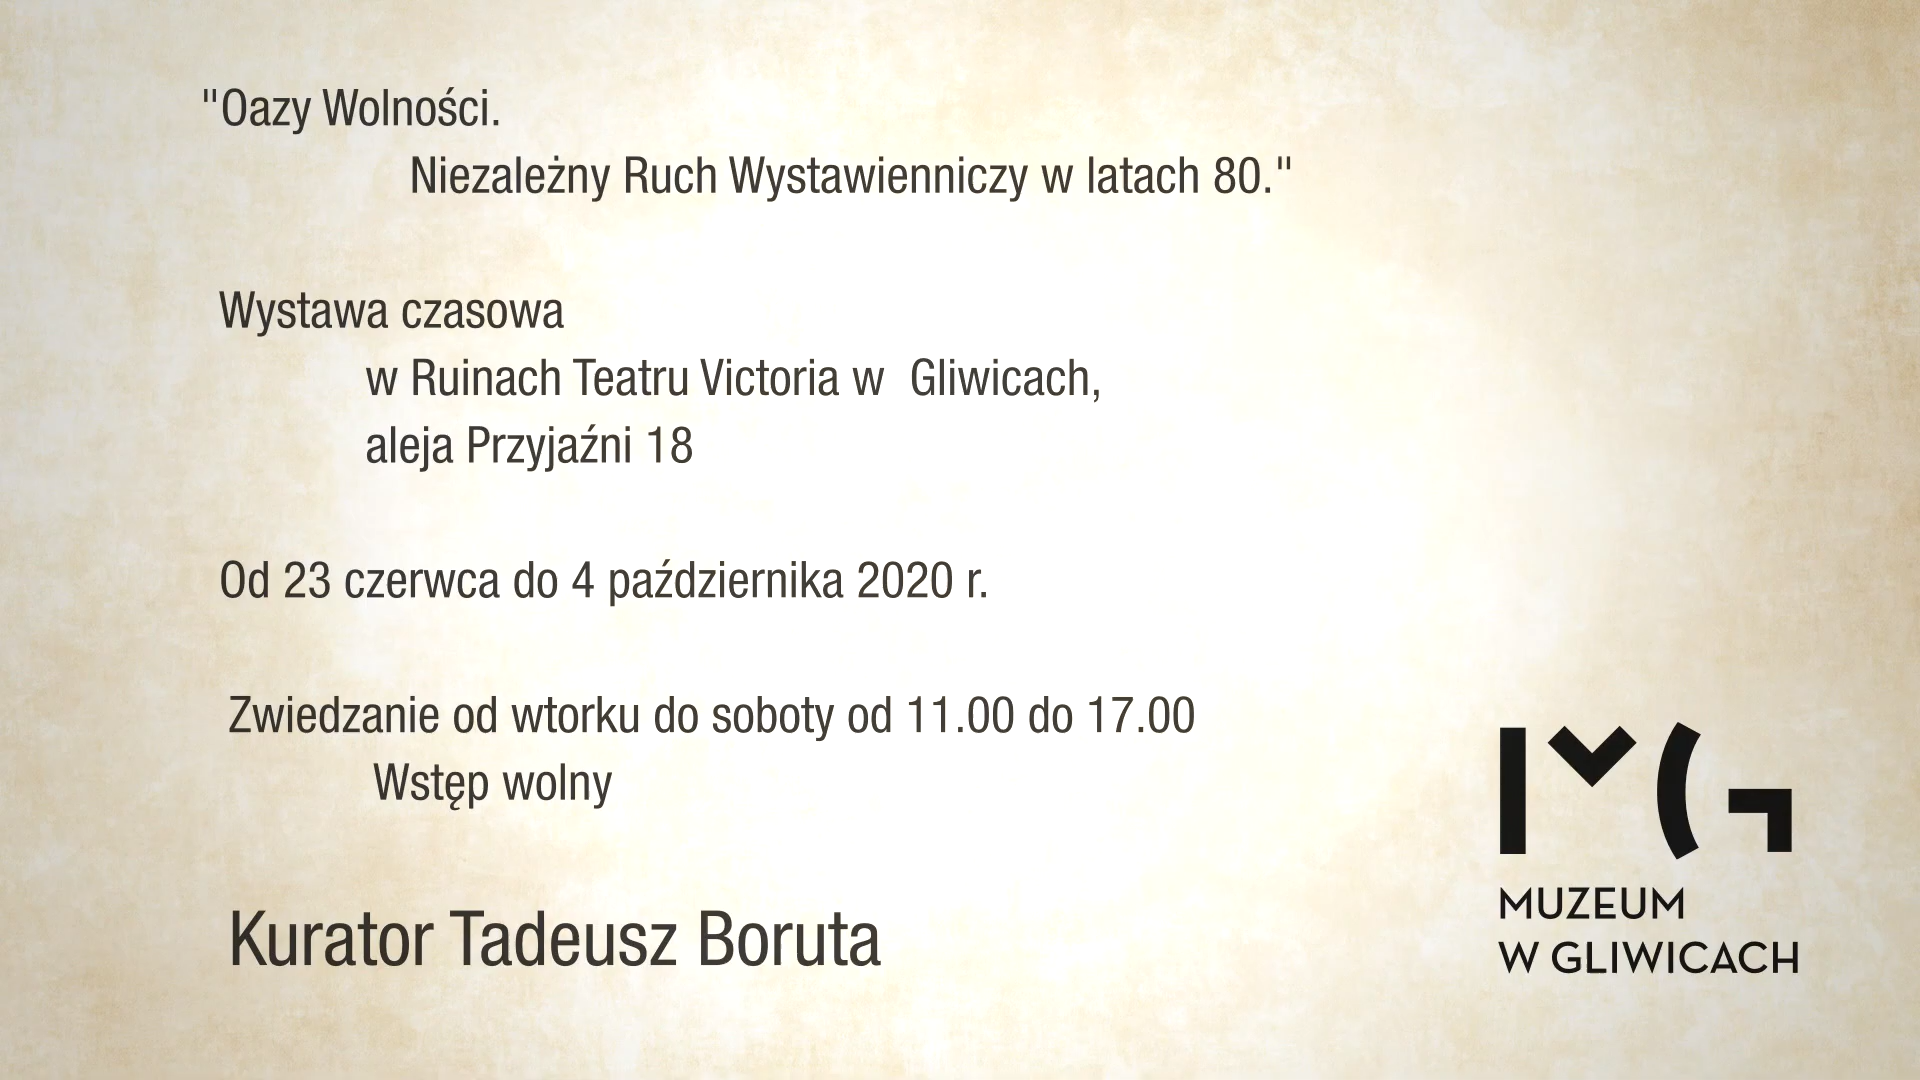 "Oazy Wolności.
Niezależny Ruch Wystawienniczy w latach 80."
Wystawa czasowa
w Ruinach Teatru Victoria w  Gliwicach,
aleja Przyjaźni 18
Od 23 czerwca do 4 października 2020 r.
Zwiedzanie od wtorku do soboty od 11.00 do 17.00
Wstęp wolny
Kurator Tadeusz Boruta
MG
MUZEUM
W GLIWICACH